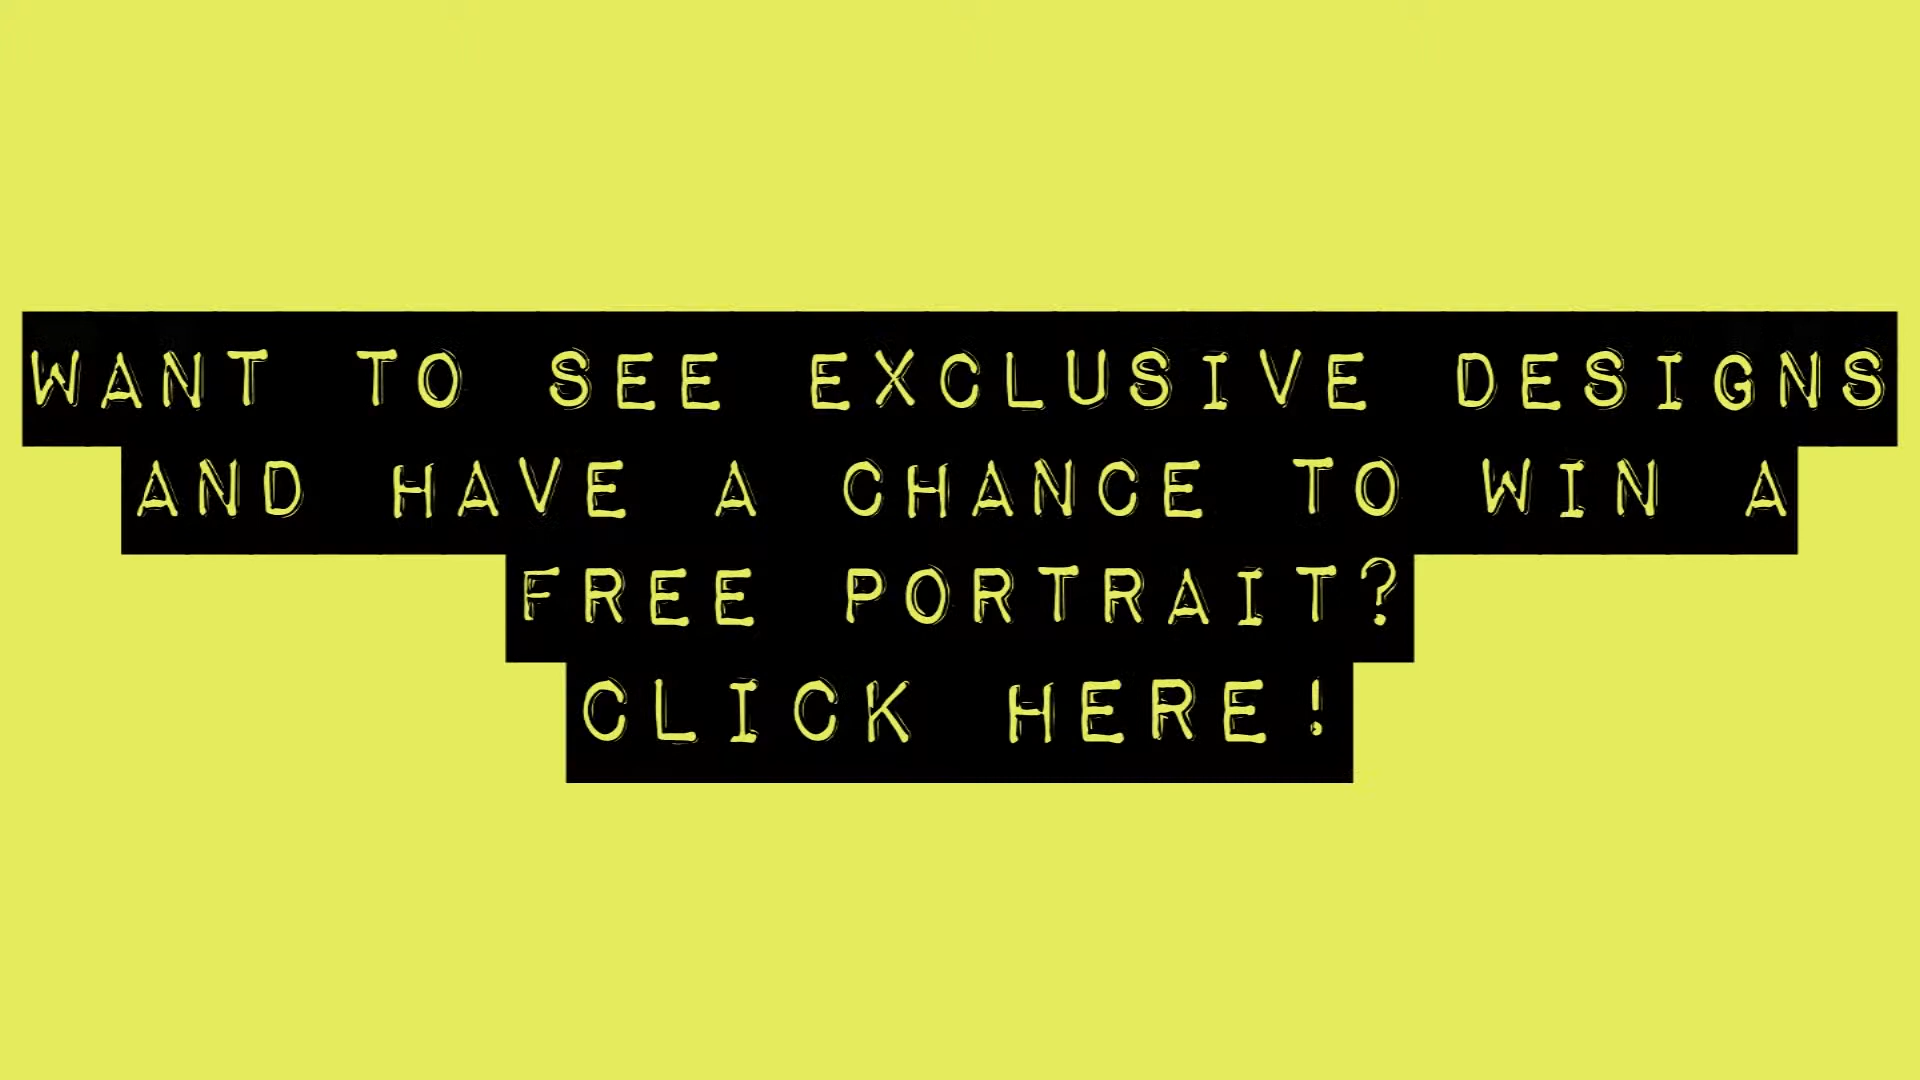 WANT TO SEE EXCLUSIVE DESIGNS
AND HAVE A CHANCE TO WIN A
FREE PORTRAIT?
CLICK HERE!